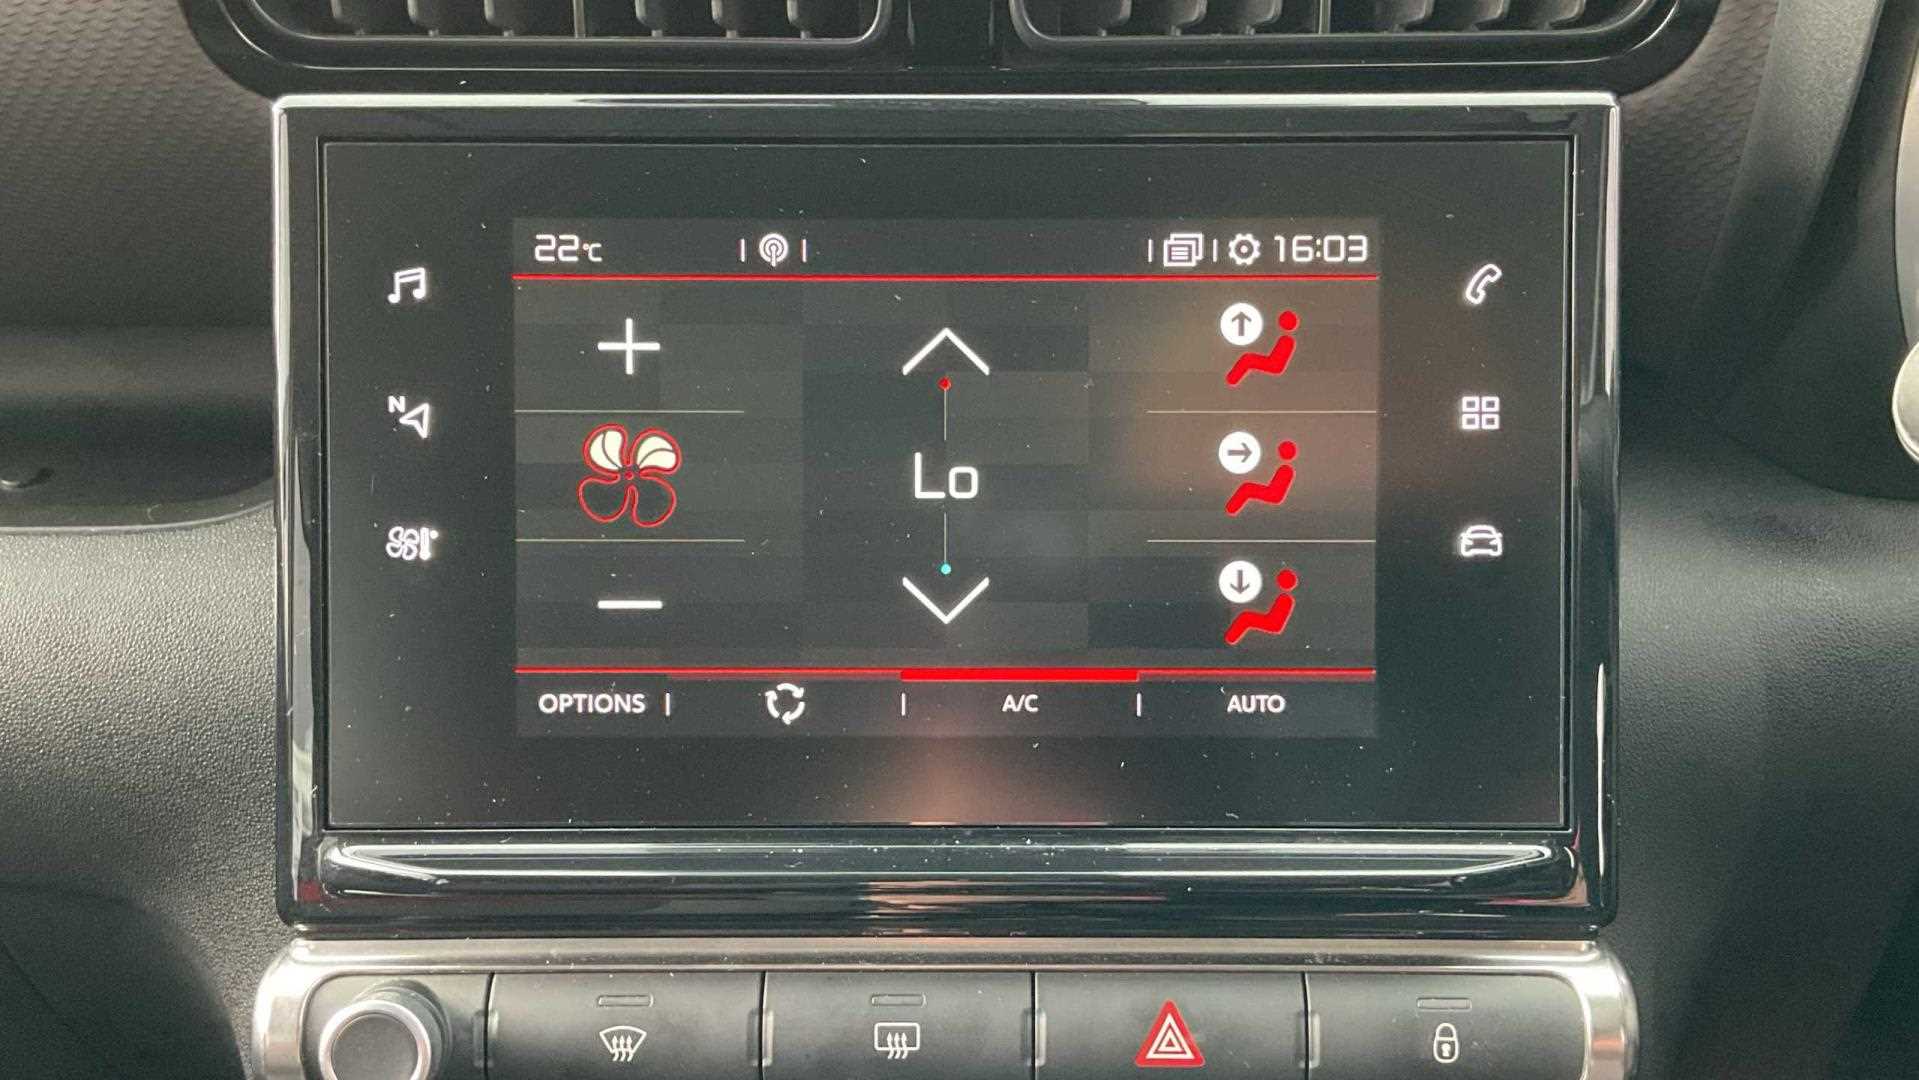 22°C 16:03
N
Lo
OPTIONS A/C AUTO